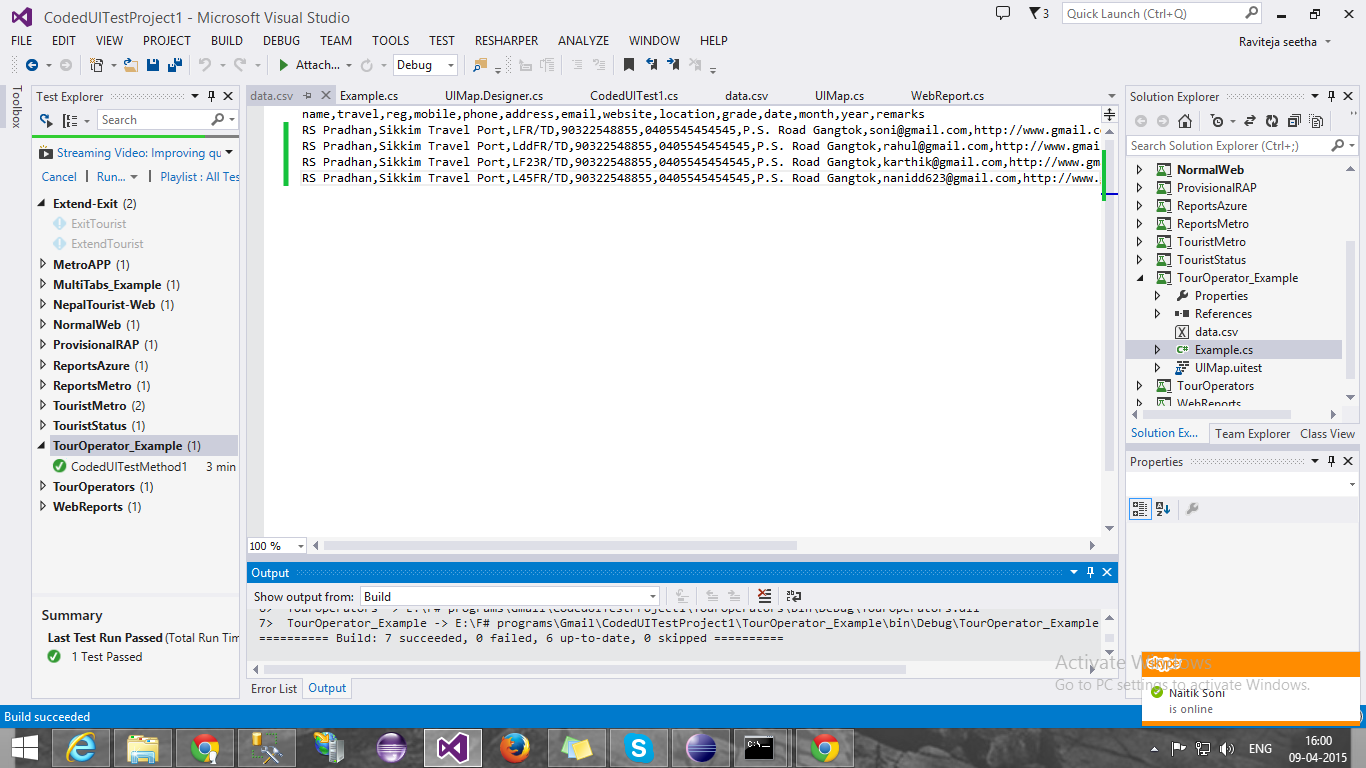 CodedUITestProject1 - Microsoft Visual Studio
3
Quick Launch (Ctrl+Q)
FILE EDIT VIEW PROJECT BUILD DEBUG TEAM TOOLS TEST RESHARPER ANALYZE WINDOW HELP
Raviteja seetha
Attach... Debug
Toolbox
Test Explorer
Search
Streaming Video: Improving qu
Cancel Run... Playlist : All Tes
Extend-Exit (2)
ExitTourist
ExtendTourist
MetroAPP (1)
MultiTabs_Example (1)
NepalTourist-Web (1)
NormalWeb (1)
ProvisionalRAP (1)
ReportsAzure (1)
ReportsMetro (1)
TouristMetro (2)
TouristStatus (1)
TourOperator_Example (1)
CodedUITestMethod1 3 min
TourOperators (1)
WebReports (1)
Summary
Last Test Run Passed (Total Run Tim
1 Test Passed
data.csv Example.cs UIMap.Designer.cs CodedUITest1.cs data.csv UIMap.cs WebReport.cs
name,travel,reg,mobile,phone,address,email,website,location,grade,date,month,year,remarks
RS Pradhan,Sikkim Travel Port,LFR/TD,90322548855,0405545454545,P.S. Road Gangtok,soni@gmail.com,http://www.gmail.c
RS Pradhan,Sikkim Travel Port,LddFR/TD,90322548855,0405545454545,P.S. Road Gangtok,rahul@gmail.com,http://www.gmai
RS Pradhan,Sikkim Travel Port,LF23R/TD,90322548855,0405545454545,P.S. Road Gangtok,karthik@gmail.com,http://www.gm
RS Pradhan,Sikkim Travel Port,L45FR/TD,90322548855,0405545454545,P.S. Road Gangtok,nanidd623@gmail.com,http://www.
100 %
Output
Show output from: Build
6> TourOperators -> E:\F# programs\Gmail\CodedUITestProject1\TourOperators\bin\Debug\TourOperators.dll
7> TourOperator_Example -> E:\F# programs\Gmail\CodedUITestProject1\TourOperator_Example\bin\Debug\TourOperator_Example
========== Build: 7 succeeded, 0 failed, 6 up-to-date, 0 skipped ==========
Error List Output
Solution Explorer
Search Solution Explorer (Ctrl+;)
NormalWeb
ProvisionalRAP
ReportsAzure
ReportsMetro
TouristMetro
TouristStatus
TourOperator_Example
Properties
References
data.csv
Example.cs
UIMap.uitest
TourOperators
WebReports
Solution Ex... Team Explorer Class View
Properties
Activate Windows
Go to PC settings to activate Windows.
skype
Naitik Soni
is online
Build succeeded
ENG
16:00
09-04-2015